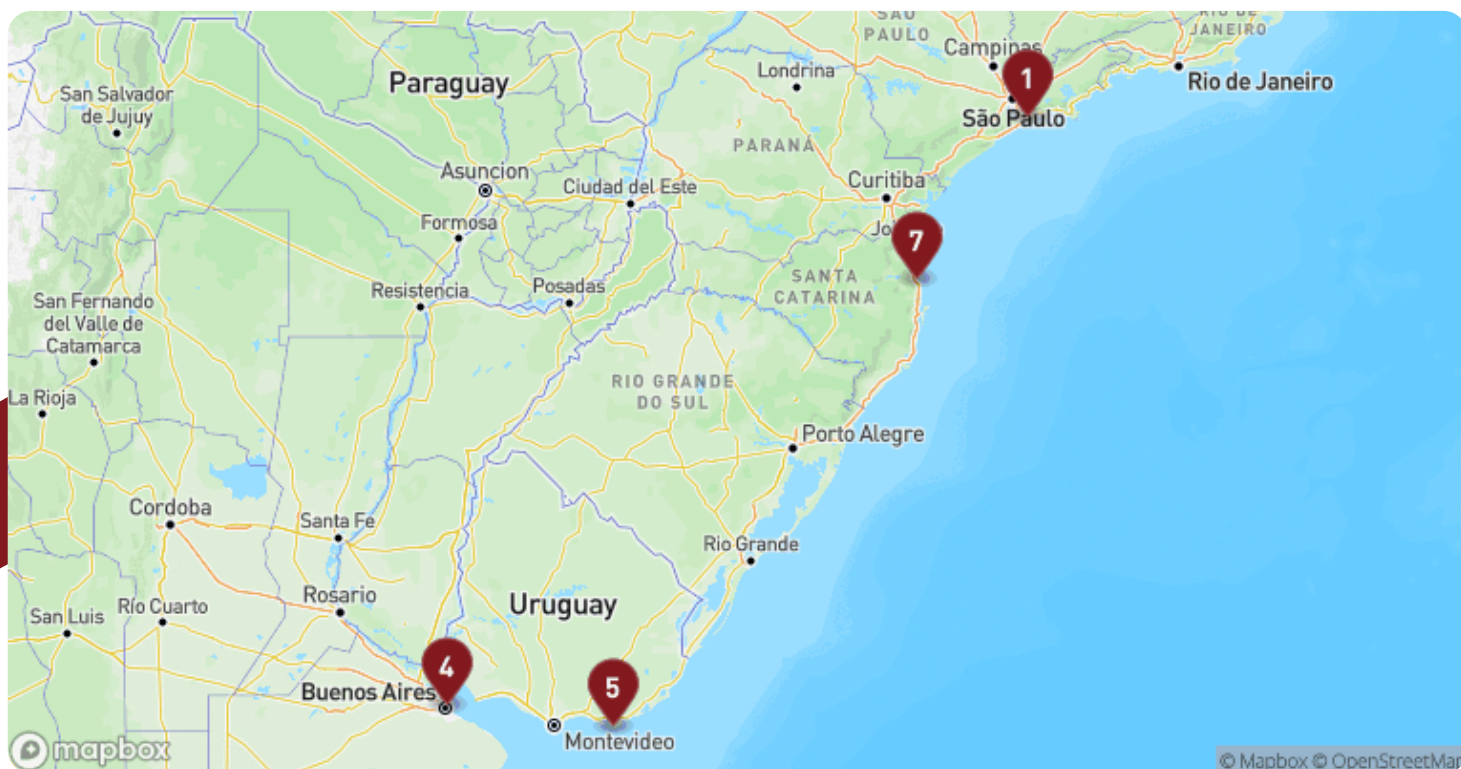 SÃO
PAULO
RIO DE
JANEIRO
Campinas
Paraguay
Londrina
1
Rio de Janeiro
San Salvador
de Jujuy
São Paulo
PARANÁ
Asuncion
Ciudad del Este
Curitiba
Formosa
7
SANTA
CATARINA
Resistencia
Posadas
San Fernando
del Valle de
Catamarca
RIO GRANDE
DO SUL
La Rioja
Porto Alegre
Cordoba
Santa Fe
Rio Grande
Rosario
Río Cuarto
Uruguay
San Luis
4
5
Buenos Aires
Montevideo
mapbox
© Mapbox © OpenStreetMap